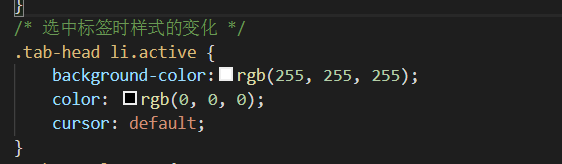 }
/* 选中标签时样式的变化 */
.tab-head li.active {
background-color: rgb(255, 255, 255);
color: rgb(0, 0, 0);
cursor: default;
}